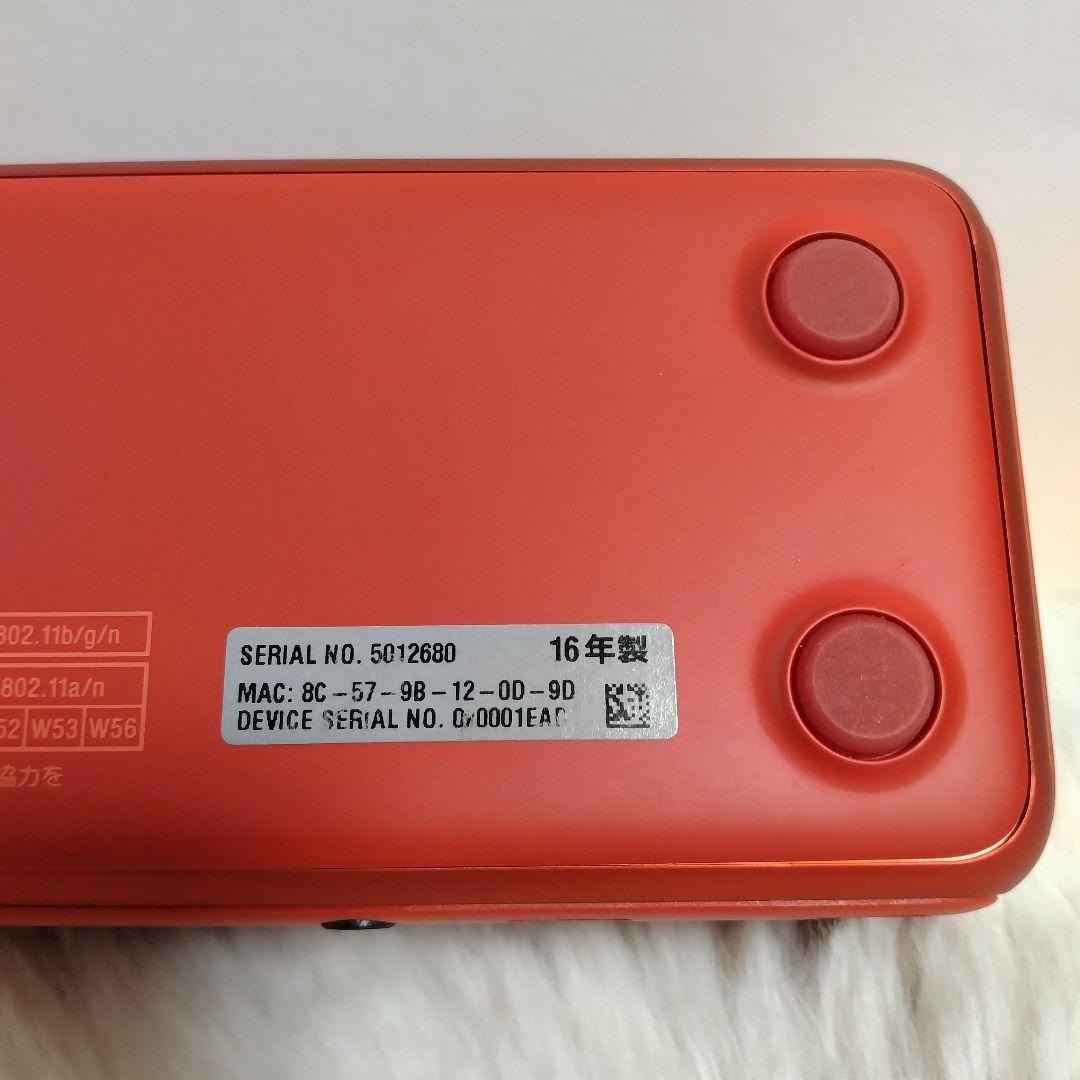 802.11b/g/n
802.11a/n
52 W53 W56
協力を
SERIAL NO. 5012680 16年製
MAC: 8C-57-9B-12-0D-9D
DEVICE SERIAL NO.